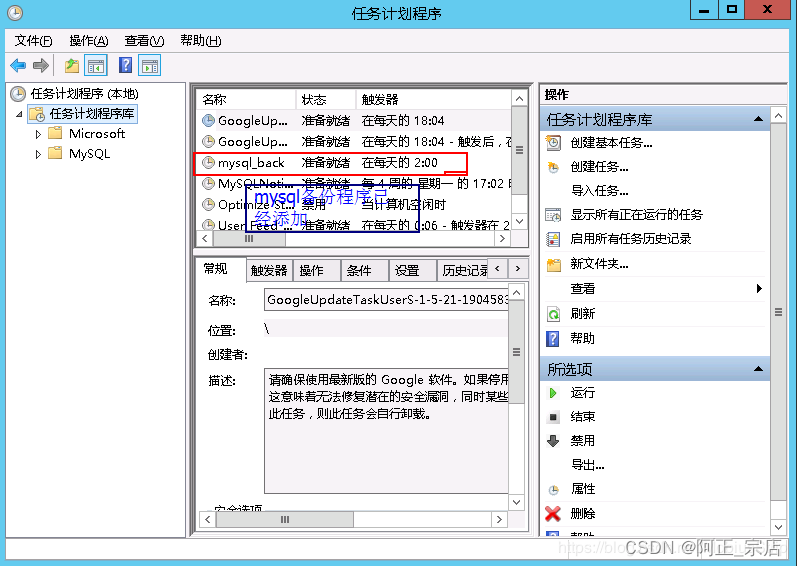 任务计划程序
文件(F) 操作(A) 查看(V) 帮助(H)
任务计划程序 (本地)
任务计划程序库
Microsoft
MySQL
名称 状态 触发器
GoogleUp... 准备就绪 在每天的 18:04
GoogleUp... 准备就绪 在每天的 18:04 - 触发后，在
mysql_back 准备就绪 在每天的 2:00
MySQLNoti... 准备就绪 每 4 周的 星期一 的 17:02 时
Optimize St... 禁用 当计算机空闲时
User_Feed 准备就绪 在每天的 0:06 - 触发器在 2
mysql备份程序已
经添加
常规 触发器 操作 条件 设置 历史记录
名称: GoogleUpdateTaskUserS-1-5-21-1904583
位置: \
创建者:
描述: 请确保使用最新版的 Google 软件。如果停用
这意味着无法修复潜在的安全漏洞，同时某些
此任务，则此任务会自行卸载。
安全选项
操作
任务计划程序库
创建基本任务...
创建任务...
导入任务...
显示所有正在运行的任务
启用所有任务历史记录
新文件夹...
查看
刷新
帮助
所选项
运行
结束
禁用
导出...
属性
删除
帮助
CSDN @阿正_宗店